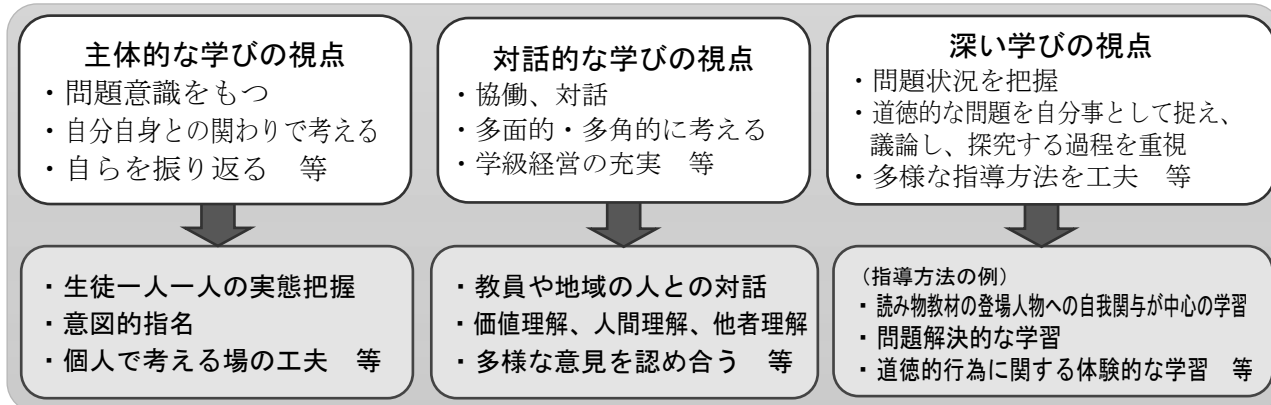 主体的な学びの視点
・問題意識をもつ
・自分自身との関わりで考える
・自らを振り返る　等
対話的な学びの視点
・協働、対話
・多面的・多角的に考える
・学級経営の充実　等
深い学びの視点
・問題状況を把握
・道徳的な問題を自分事として捉え、
議論し、探究する過程を重視
・多様な指導方法を工夫　等
・生徒一人一人の実態把握
・意図的指名
・個人で考える場の工夫　等
・教員や地域の人との対話
・価値理解、人間理解、他者理解
・多様な意見を認め合う　等
（指導方法の例）
・読み物教材の登場人物への自我関与が中心の学習
・問題解決的な学習
・道徳的行為に関する体験的な学習　等